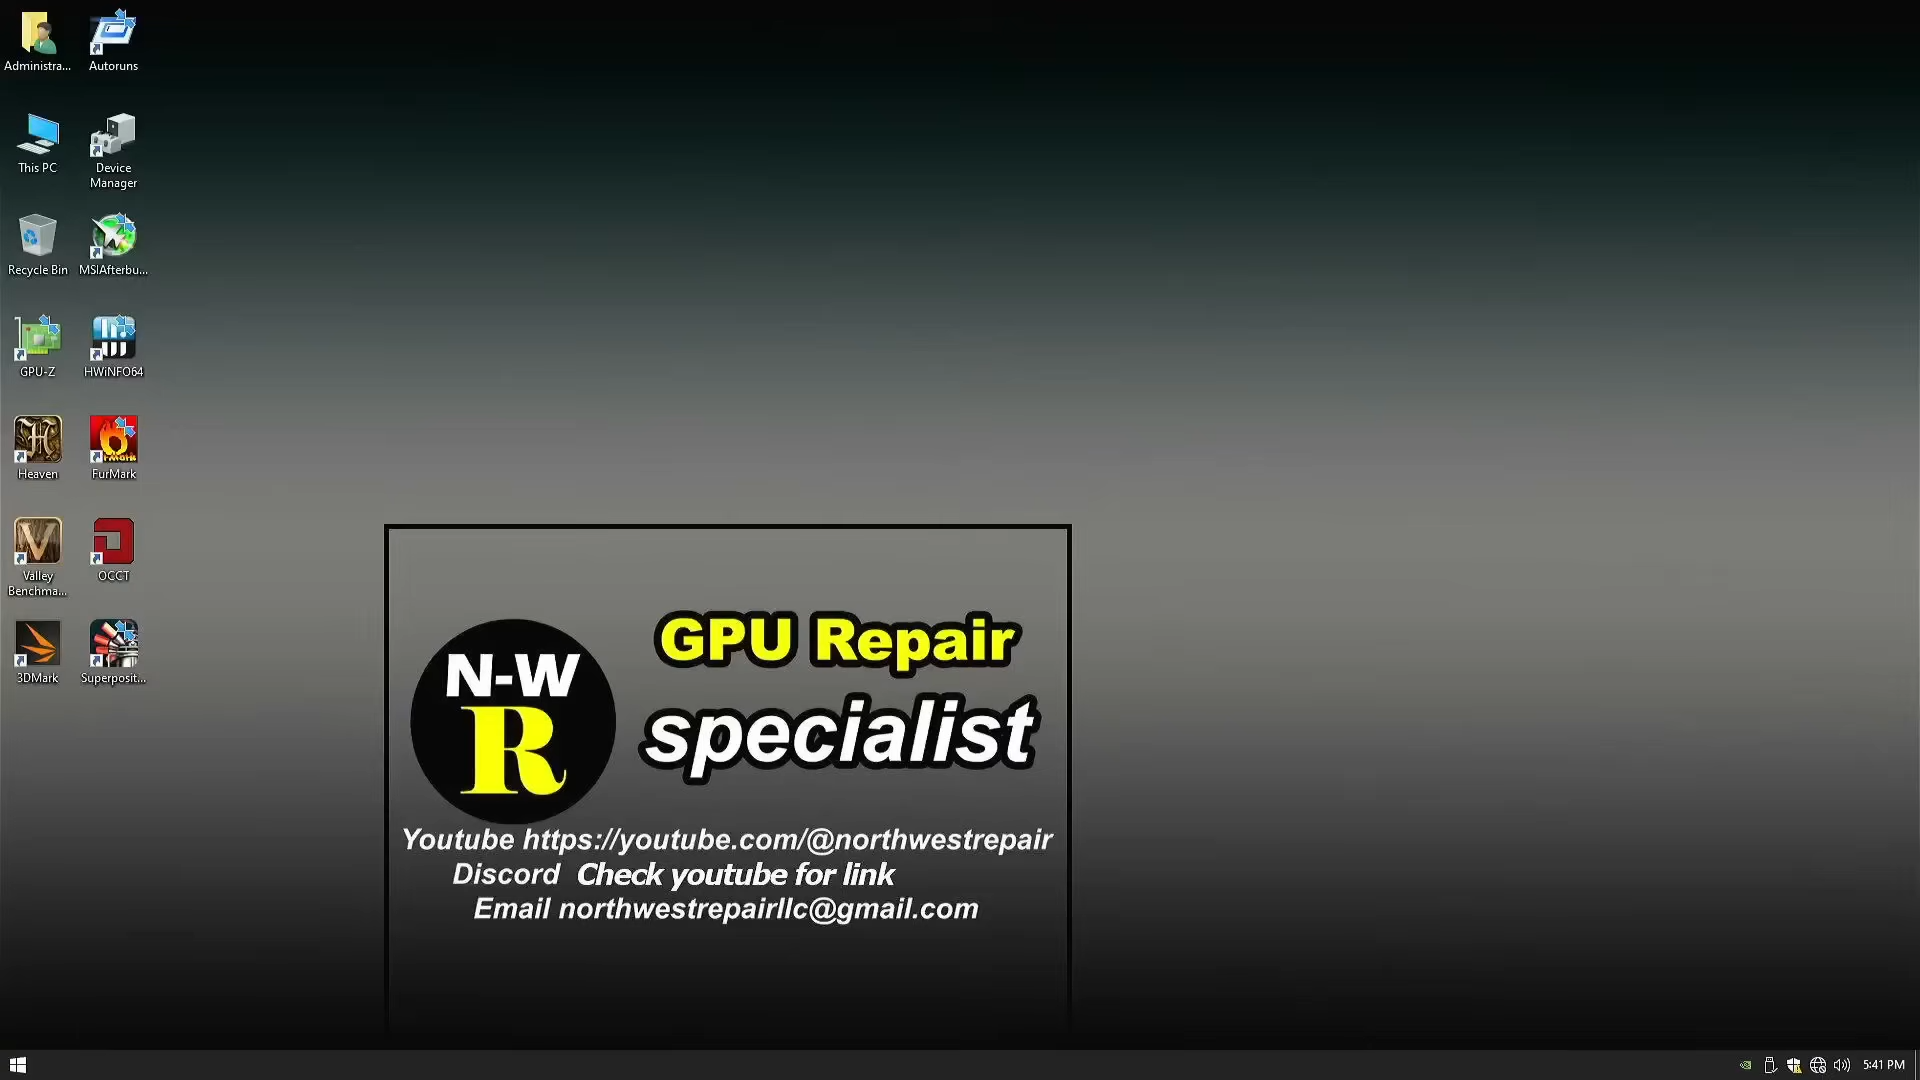 Administra...
Autoruns
This PC
Device
Manager
Recycle Bin
MSIAfterbu...
GPU-Z
HWiNFO64
Heaven
FurMark
Valley
Benchma...
OCCT
3DMark
Superposit...
N-W
R
GPU Repair
specialist
Youtube https://youtube.com/@northwestrepair
Discord Check youtube for link
Email northwestrepairllc@gmail.com
5:41 PM